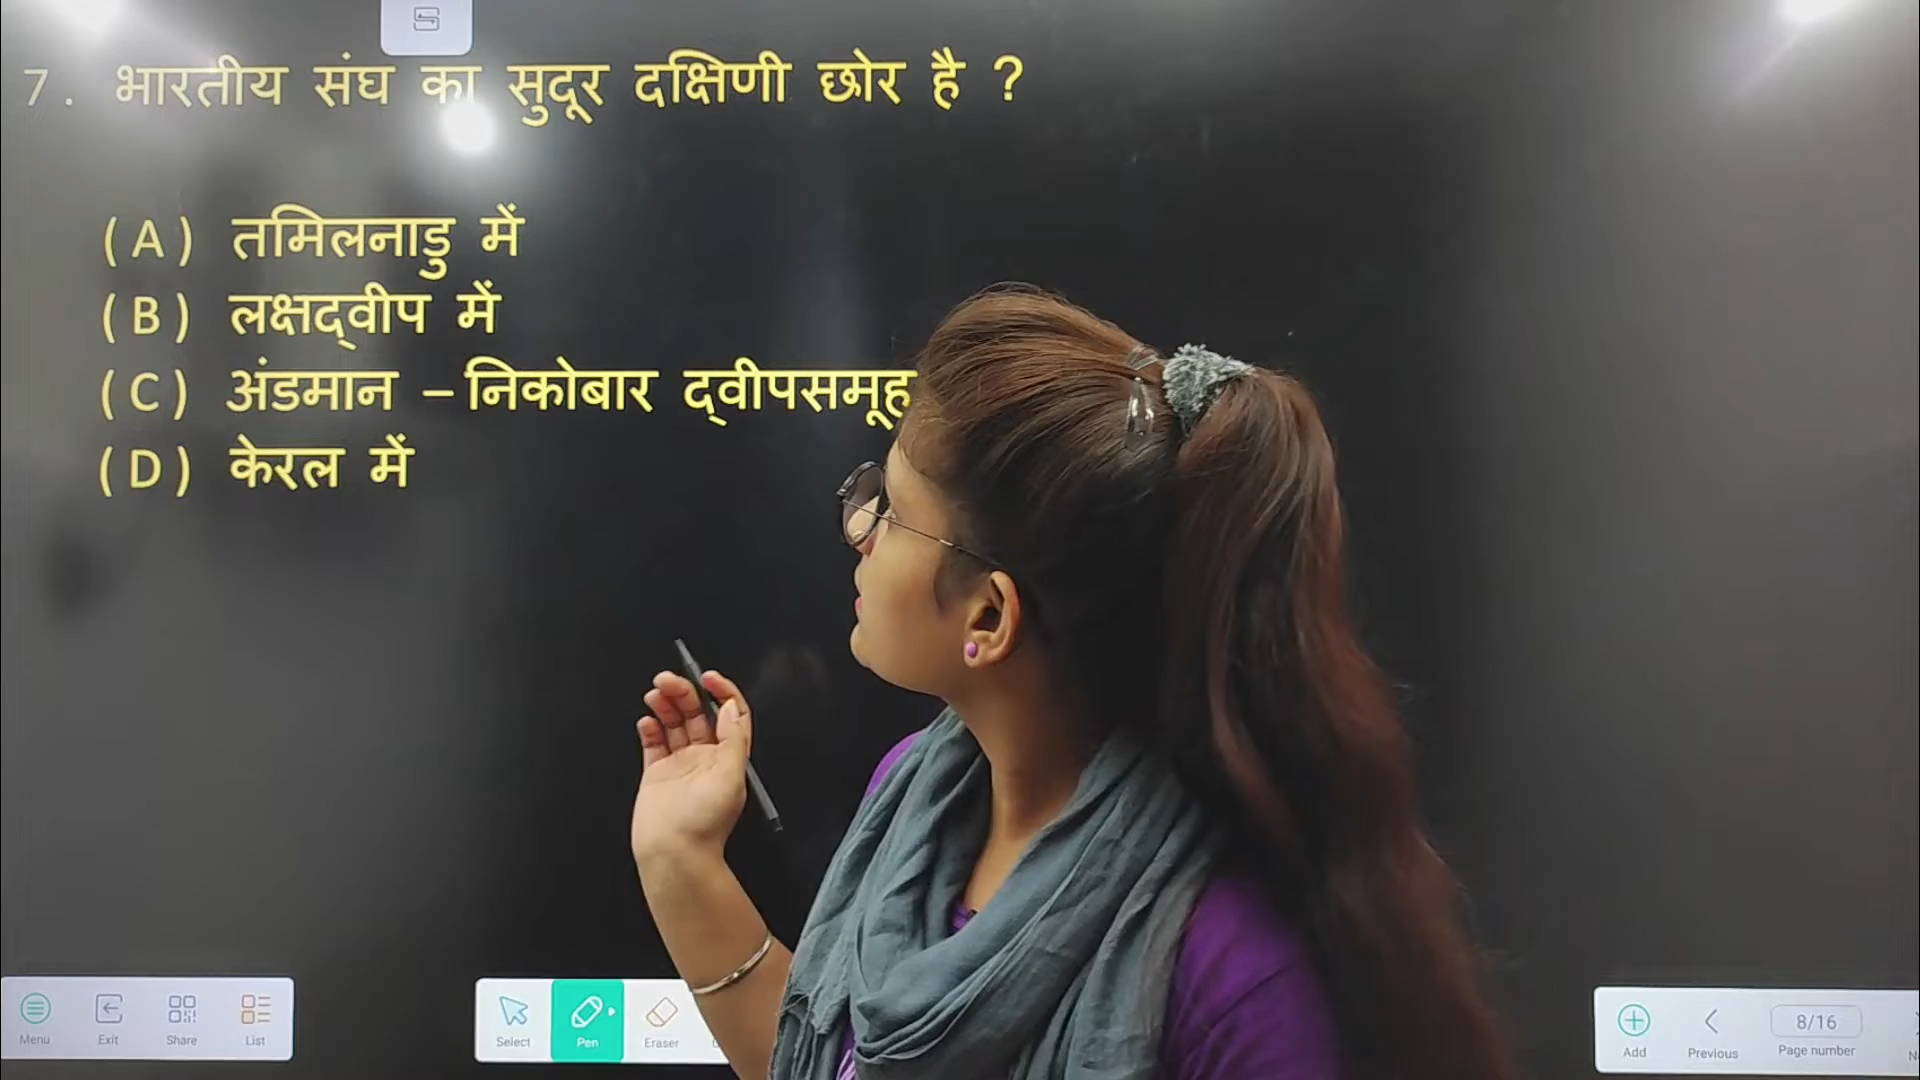 7. भारतीय संघ का सुदूर दक्षिणी छोर है ?
(A) तमिलनाडु में
(B) लक्षद्वीप में
(C) अंडमान – निकोबार द्वीपसमूह
(D) केरल में
Menu Exit Share List
Select Pen Eraser
8/16
Add Previous Page number